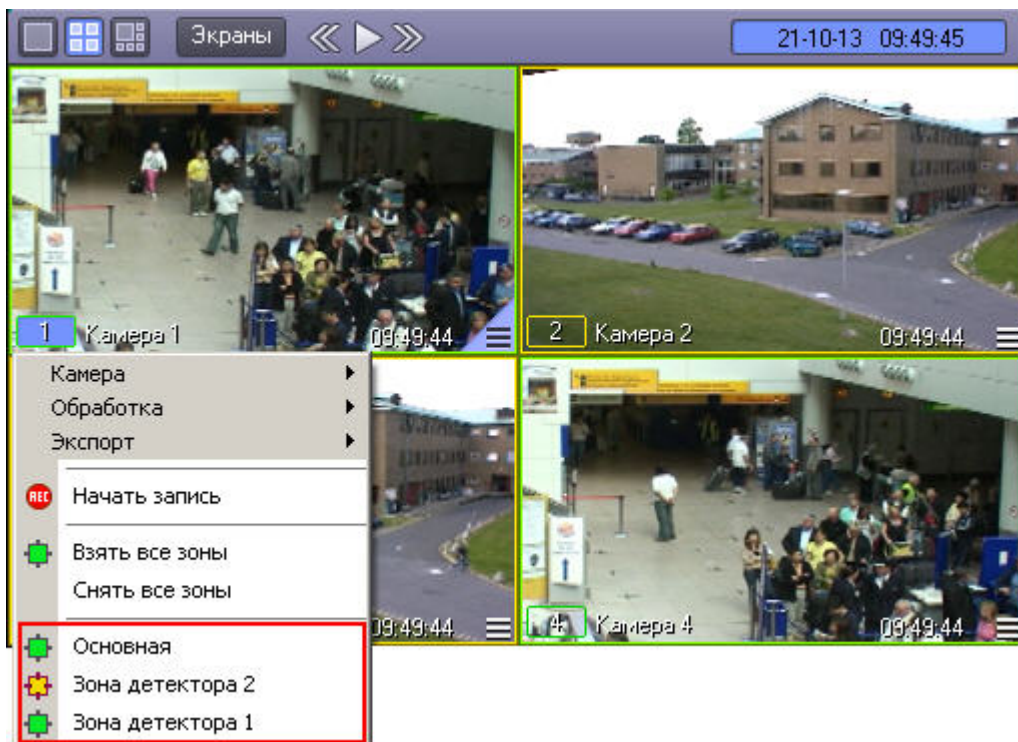 Экраны
21-10-13 09:49:45
1 Камера 1 09:49:44
2 Камера 2 09:49:44
Камера
Обработка
Экспорт
REC Начать запись
Взять все зоны
Снять все зоны
09:49:44
4 Камера 4 09:49:44
Основная
Зона детектора 2
Зона детектора 1